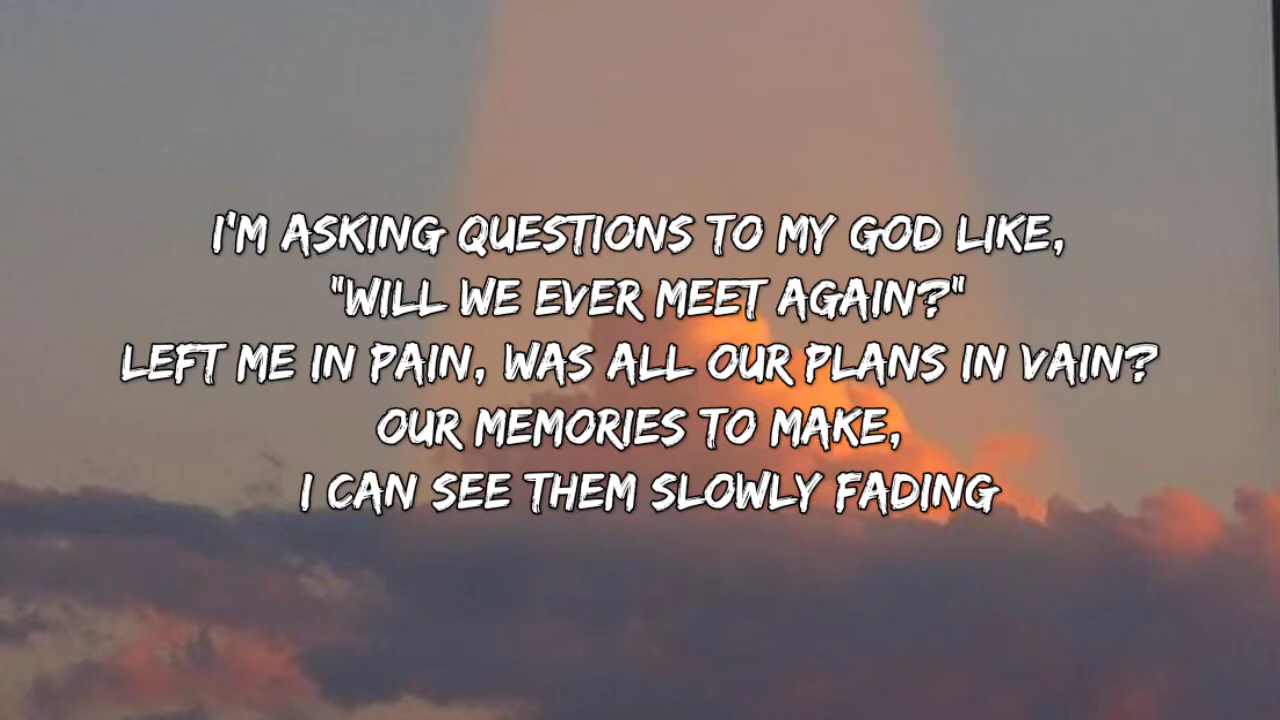 I'M ASKING QUESTIONS TO MY GOD LIKE,
"WILL WE EVER MEET AGAIN?"
LEFT ME IN PAIN, WAS ALL OUR PLANS IN VAIN?
OUR MEMORIES TO MAKE,
I CAN SEE THEM SLOWLY FADING